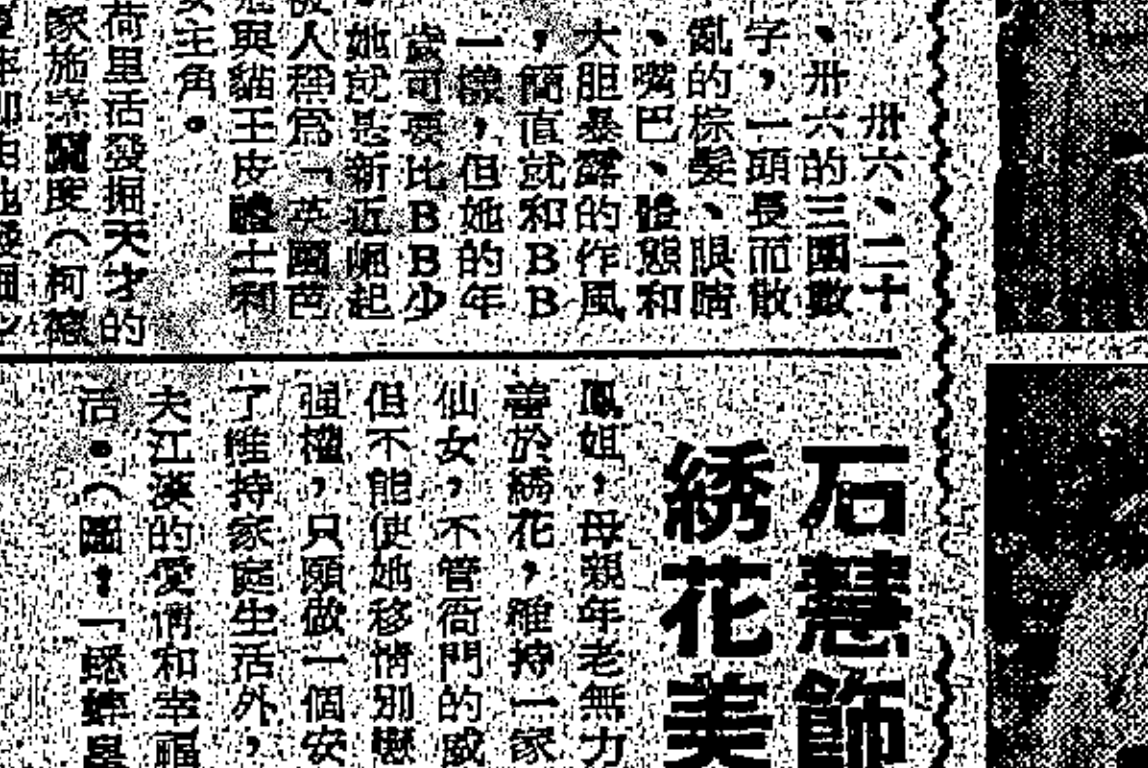 卅六、二十
、卅六的三圍數
字，一頭長而散
亂的棕髮、眼睛
、嘴巴、體態和
大胆暴露的作風
，簡直就和BB
一樣，但她的年
歲可要比BB少
。她就是新近崛起
被人稱爲「英國芭
與貓王皮禮士利
女主角。
荷里活發掘天才的
家施 度（柯德
石慧飾
綉花美
鳳姐，母親年老無力
善於綉花，維持一家
仙女，不管衙門的威
但不能使她移情別戀
強權，只願做一個安
了維持家庭生活外，
夫江漢的愛情和幸福
活。（圖：「蟋蟀皇